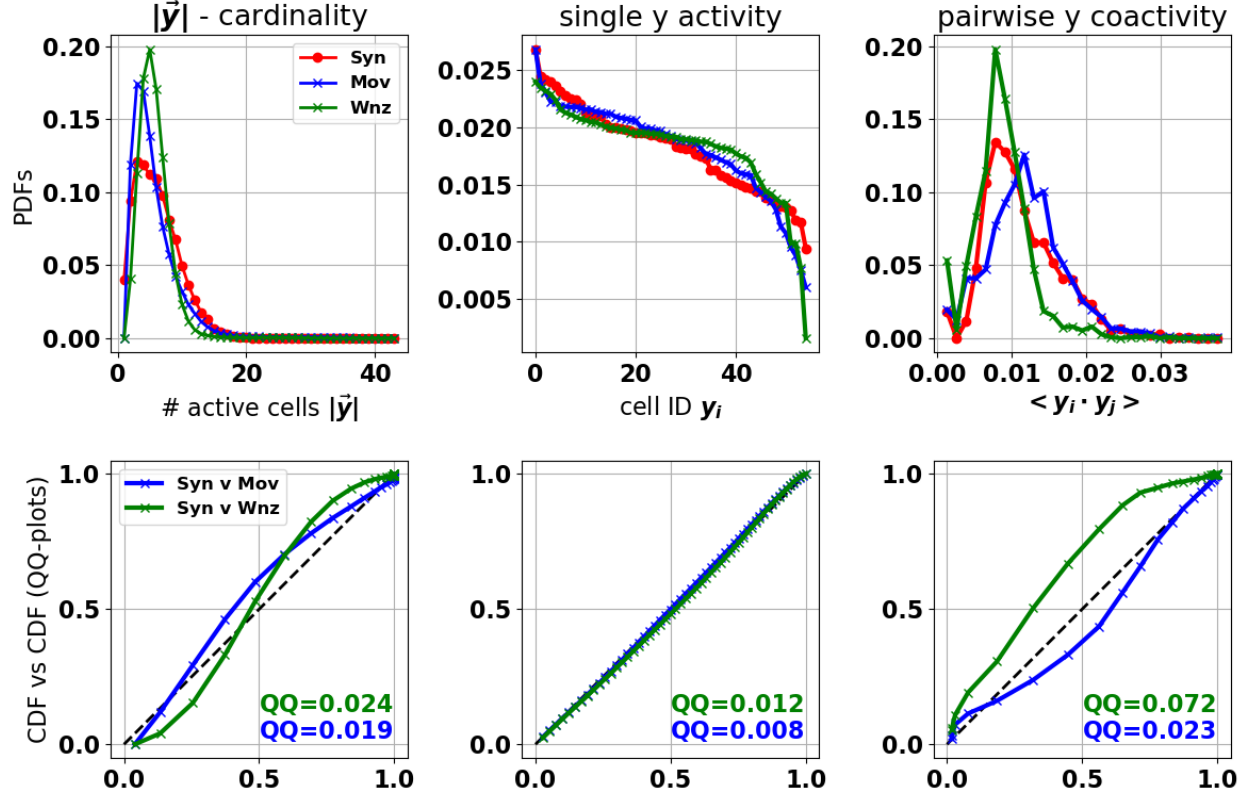 |y⃗| - cardinality
single y activity
pairwise y coactivity
PDFs
0.20
0.15
0.10
0.05
0.00
Syn
Mov
Wnz
0 20 40
# active cells |y⃗|
0.025
0.020
0.015
0.010
0.005
0 20 40
cell ID yᵢ
0.20
0.15
0.10
0.05
0.00
0.00 0.01 0.02 0.03
< yᵢ · yⱼ >
CDF vs CDF (QQ-plots)
1.0
0.5
0.0
Syn v Mov
Syn v Wnz
QQ=0.024
QQ=0.019
0.0 0.5 1.0
1.0
0.5
0.0
QQ=0.012
QQ=0.008
0.0 0.5 1.0
1.0
0.5
0.0
QQ=0.072
QQ=0.023
0.0 0.5 1.0